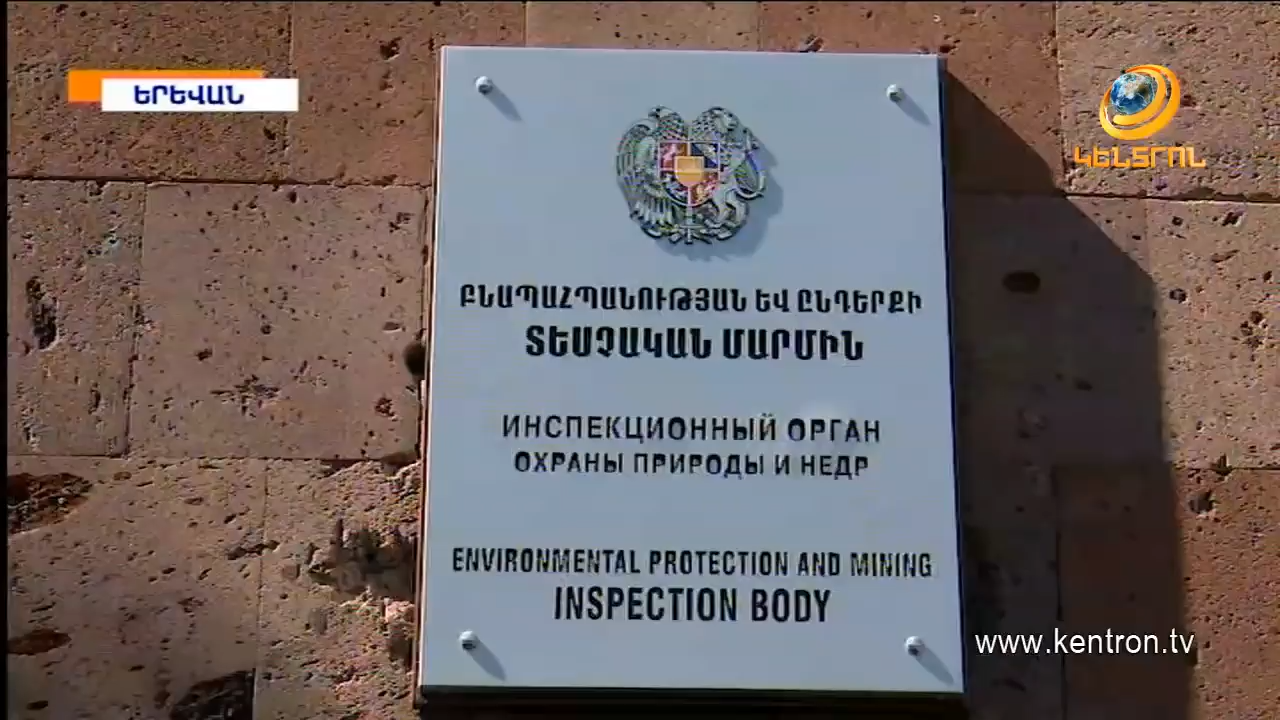 ԵՐԵՎԱՆ
ԿԵՆՏՐՈՆ
ԲՆԱՊԱՀՊԱՆՈՒԹՅԱՆ ԵՎ ԸՆԴԵՐՔԻ
ՏԵՍՉԱԿԱՆ ՄԱՐՄԻՆ
ИНСПЕКЦИОННЫЙ ОРГАН
ОХРАНЫ ПРИРОДЫ И НЕДР
ENVIRONMENTAL PROTECTION AND MINING
INSPECTION BODY
www.kentron.tv